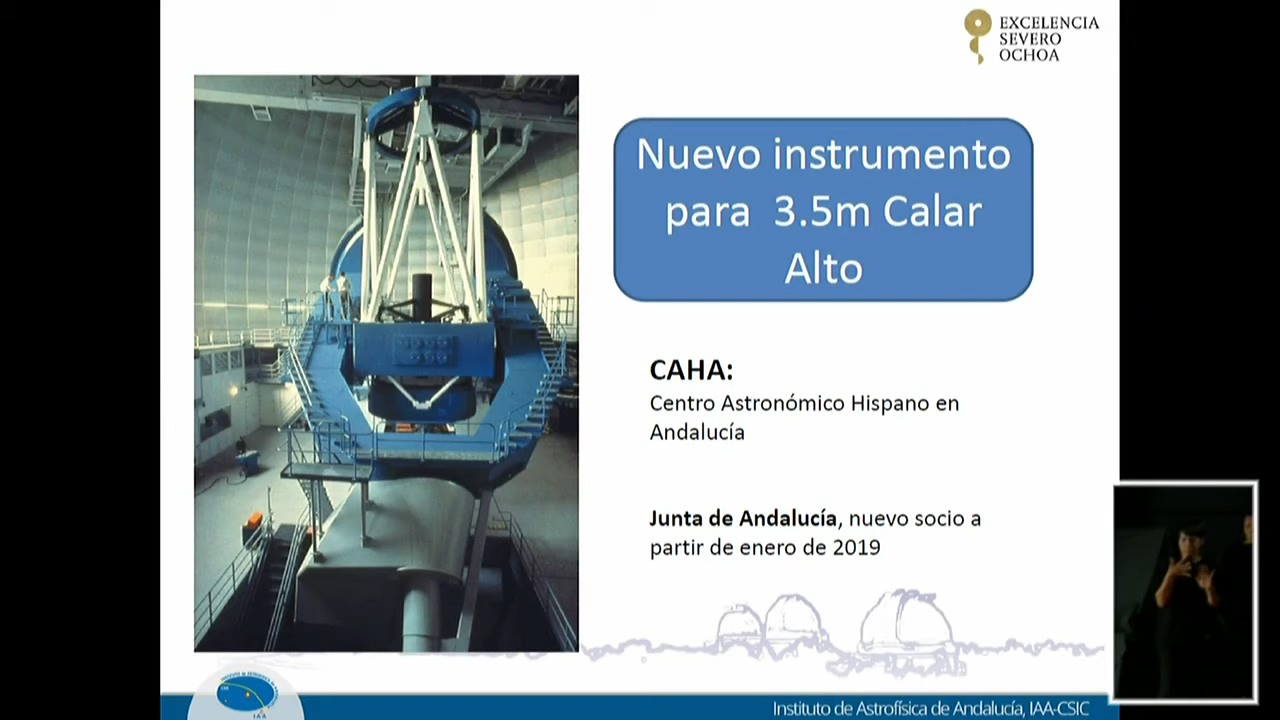 EXCELENCIA
SEVERO
OCHOA
Nuevo instrumento
para 3.5m Calar
Alto
CAHA:
Centro Astronómico Hispano en
Andalucía
Junta de Andalucía, nuevo socio a
partir de enero de 2019
IAA
Instituto de Astrofísica de Andalucía, IAA-CSIC